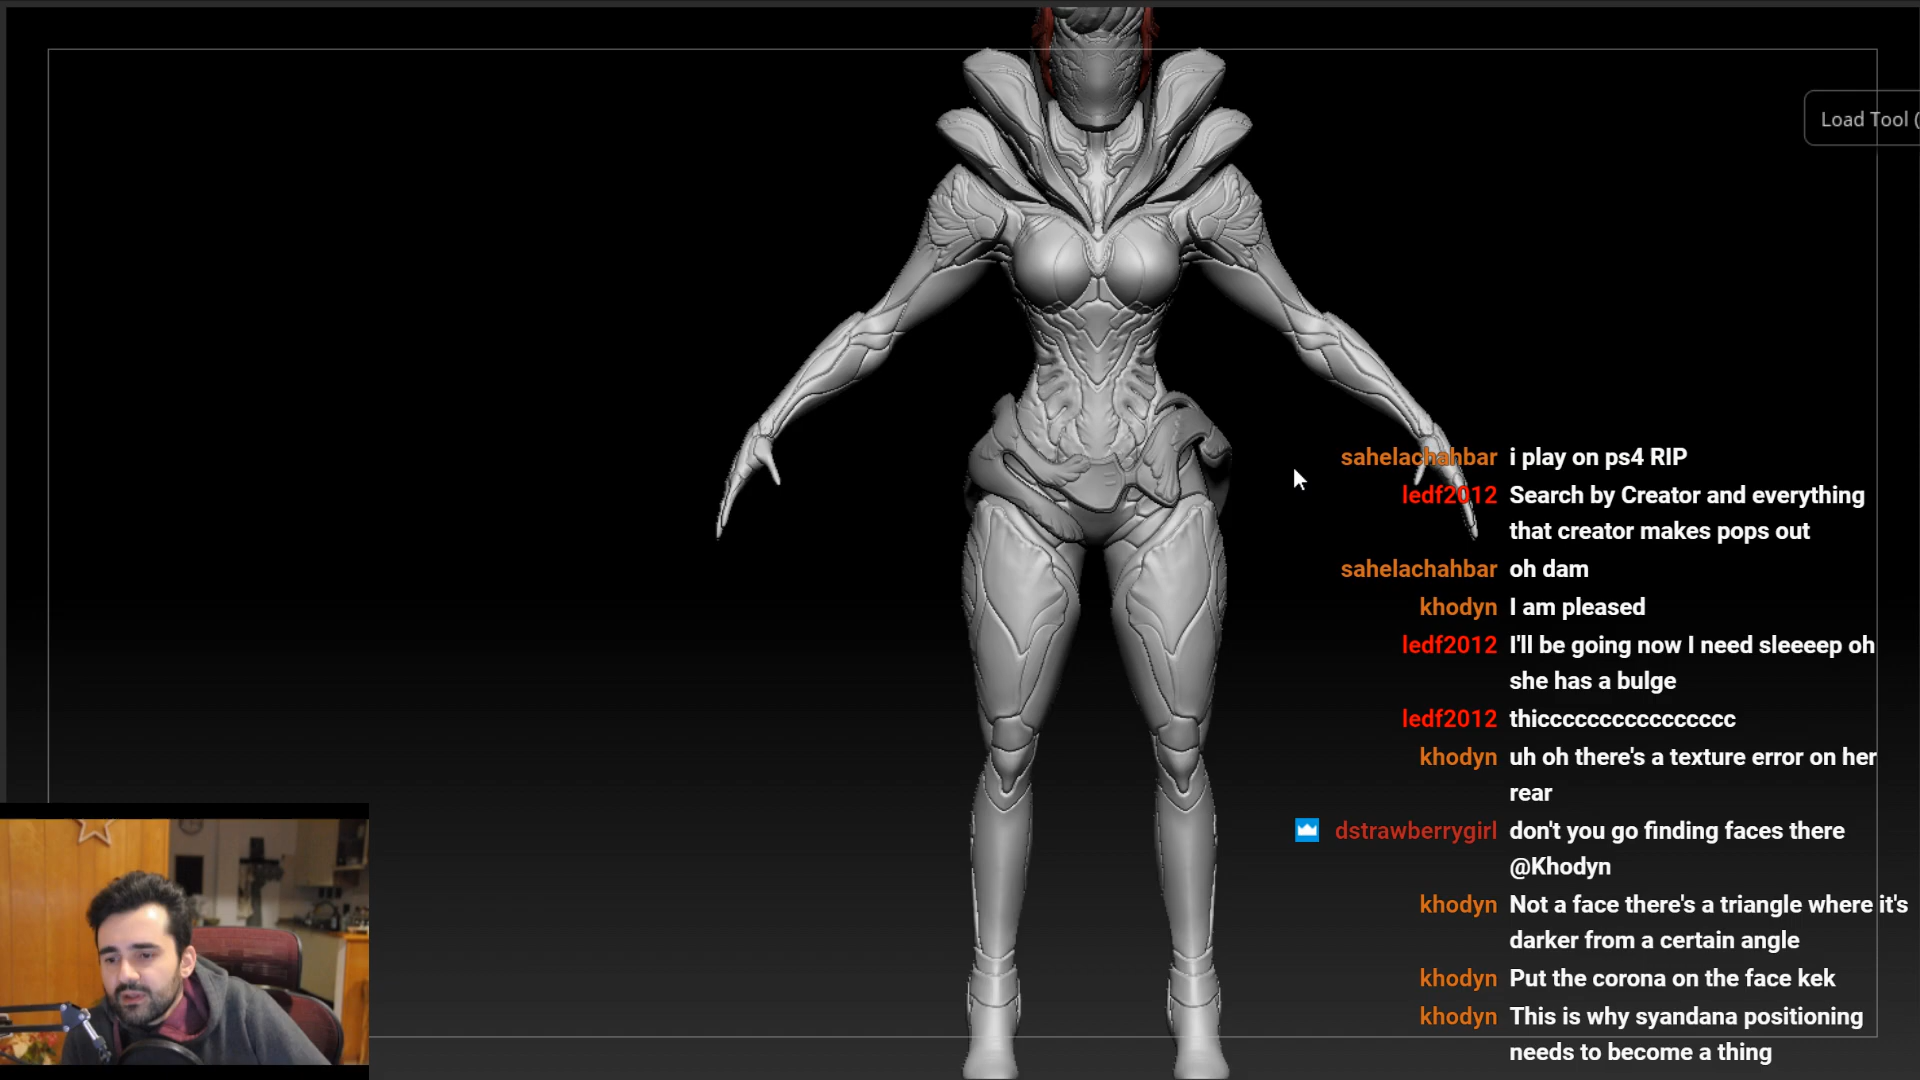 Load Tool (
sahelachahbar i play on ps4 RIP
ledf2012 Search by Creator and everything
that creator makes pops out
sahelachahbar oh dam
khodyn I am pleased
ledf2012 I'll be going now I need sleeeep oh
she has a bulge
ledf2012 thicccccccccccccccc
khodyn uh oh there's a texture error on her
rear
dstrawberrygirl don't you go finding faces there
@Khodyn
khodyn Not a face there's a triangle where it's
darker from a certain angle
khodyn Put the corona on the face kek
khodyn This is why syandana positioning
needs to become a thing